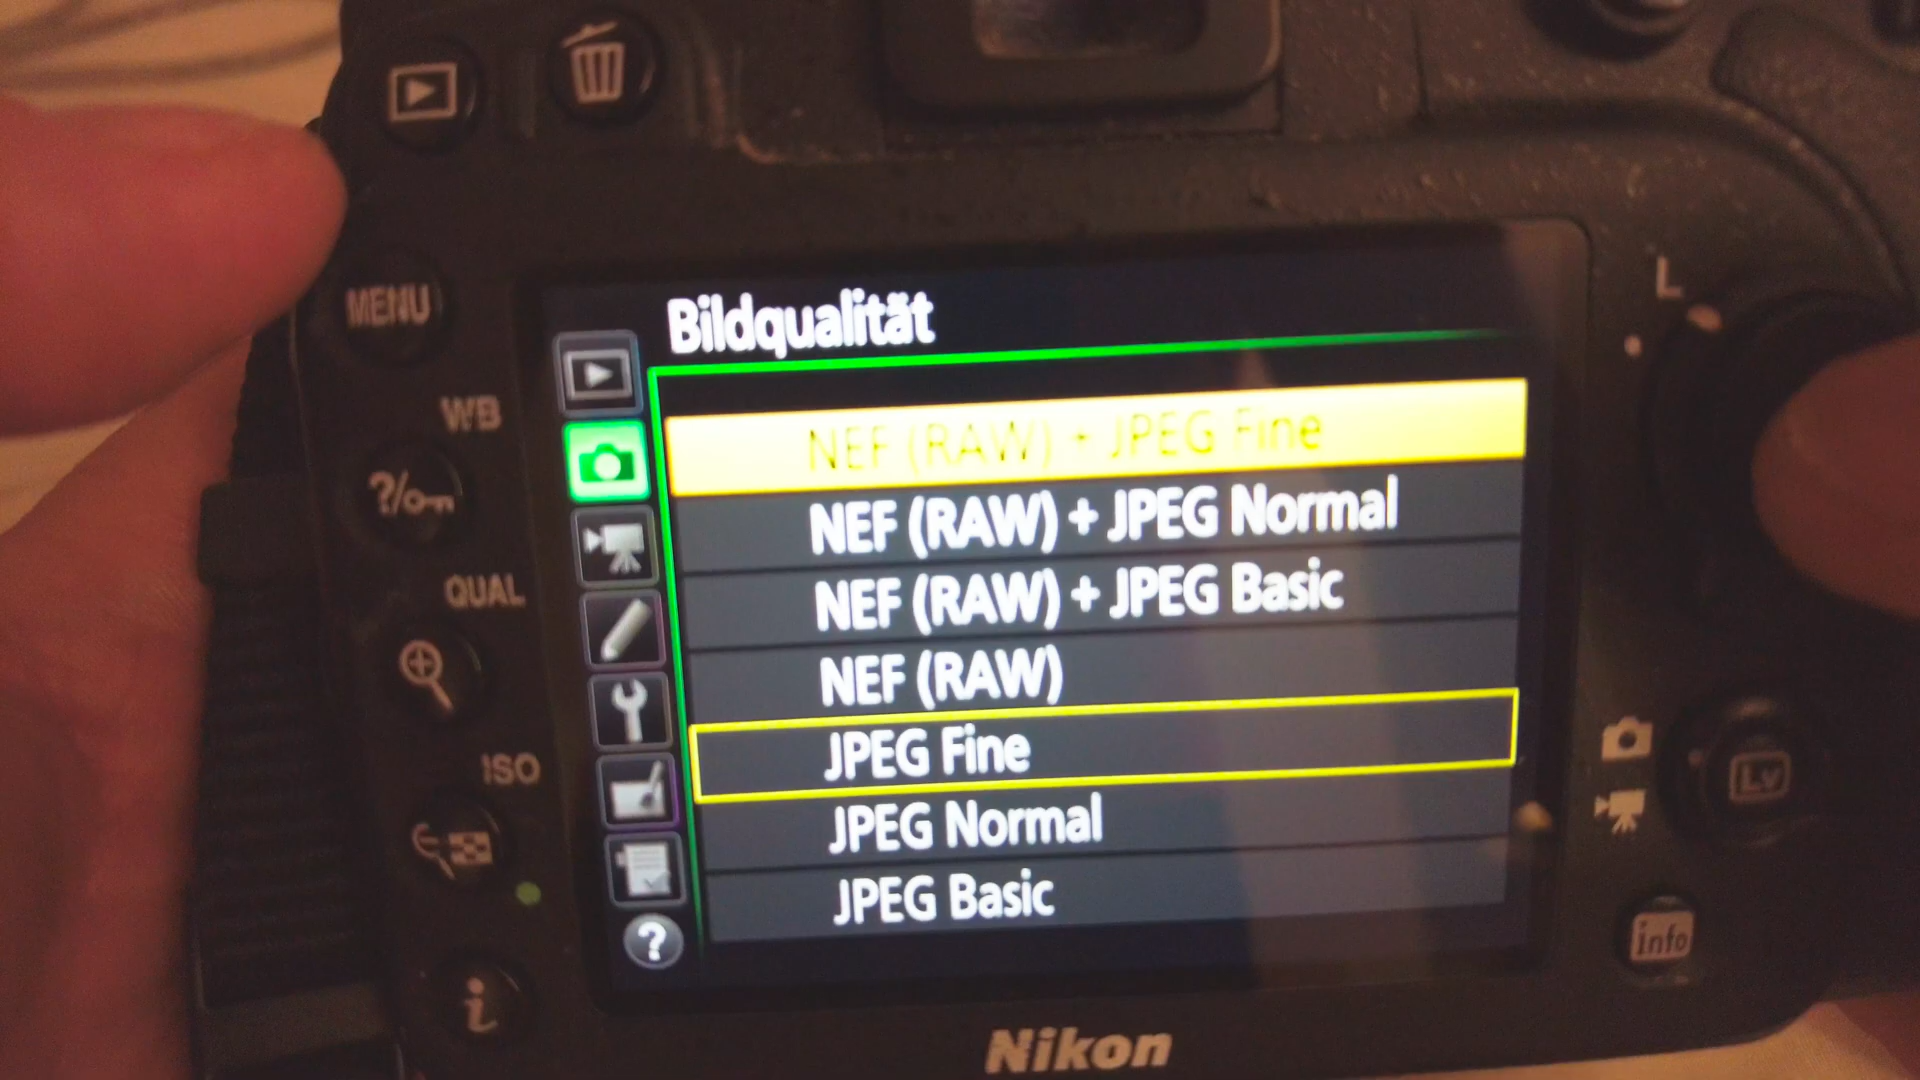 MENU
WB
?/
QUAL
ISO
i
Bildqualität
NEF (RAW) + JPEG Fine
NEF (RAW) + JPEG Normal
NEF (RAW) + JPEG Basic
NEF (RAW)
JPEG Fine
JPEG Normal
JPEG Basic
?
L
Lv
info
Nikon